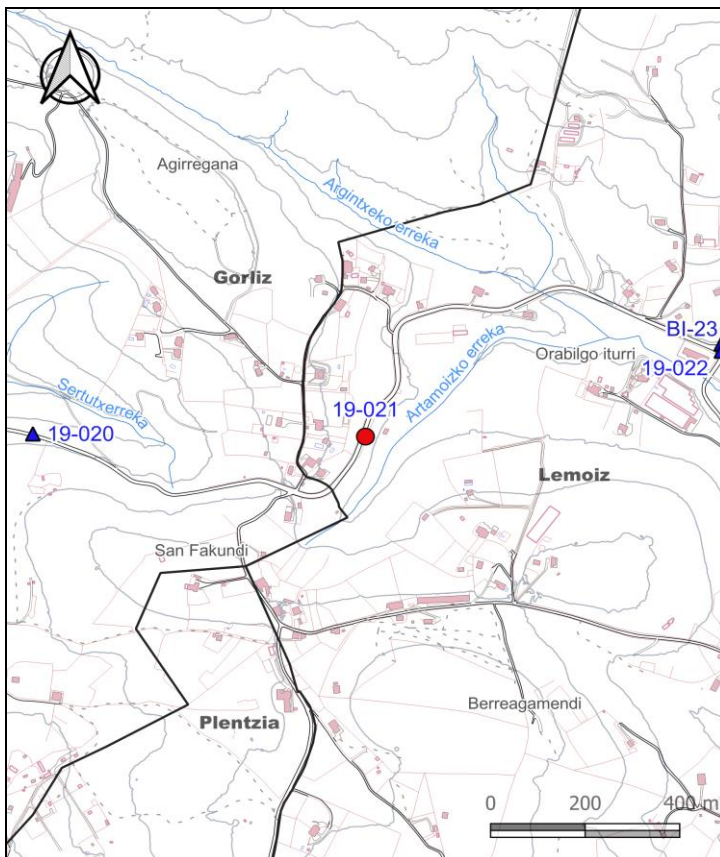 Agirregana
Argintxeko erreka
Gorliz
BI-23
Orabilgo iturri
19-022
Artamoizko erreka
Sertutxerreka
19-021
19-020
Lemoiz
San Fakundi
Berreagamendi
Plentzia
0 200 400 m